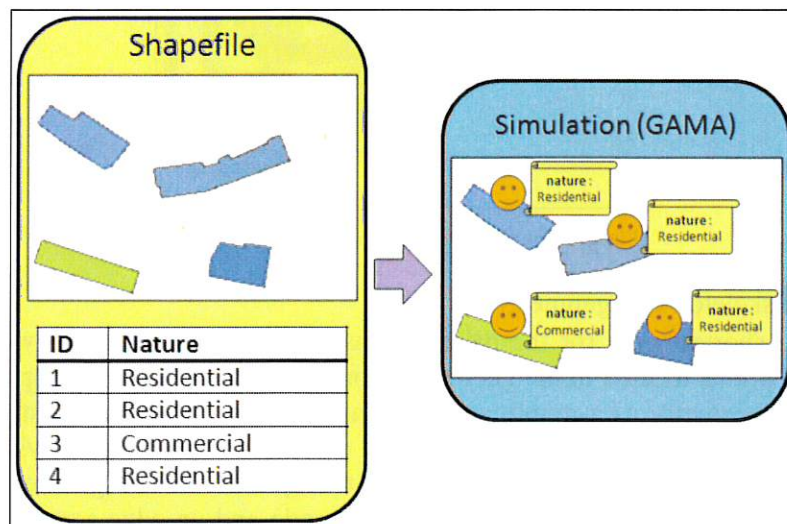 Shapefile
ID Nature
1 Residential
2 Residential
3 Commercial
4 Residential
Simulation (GAMA)
nature :
Residential
nature :
Residential
nature :
Commercial
nature :
Residential